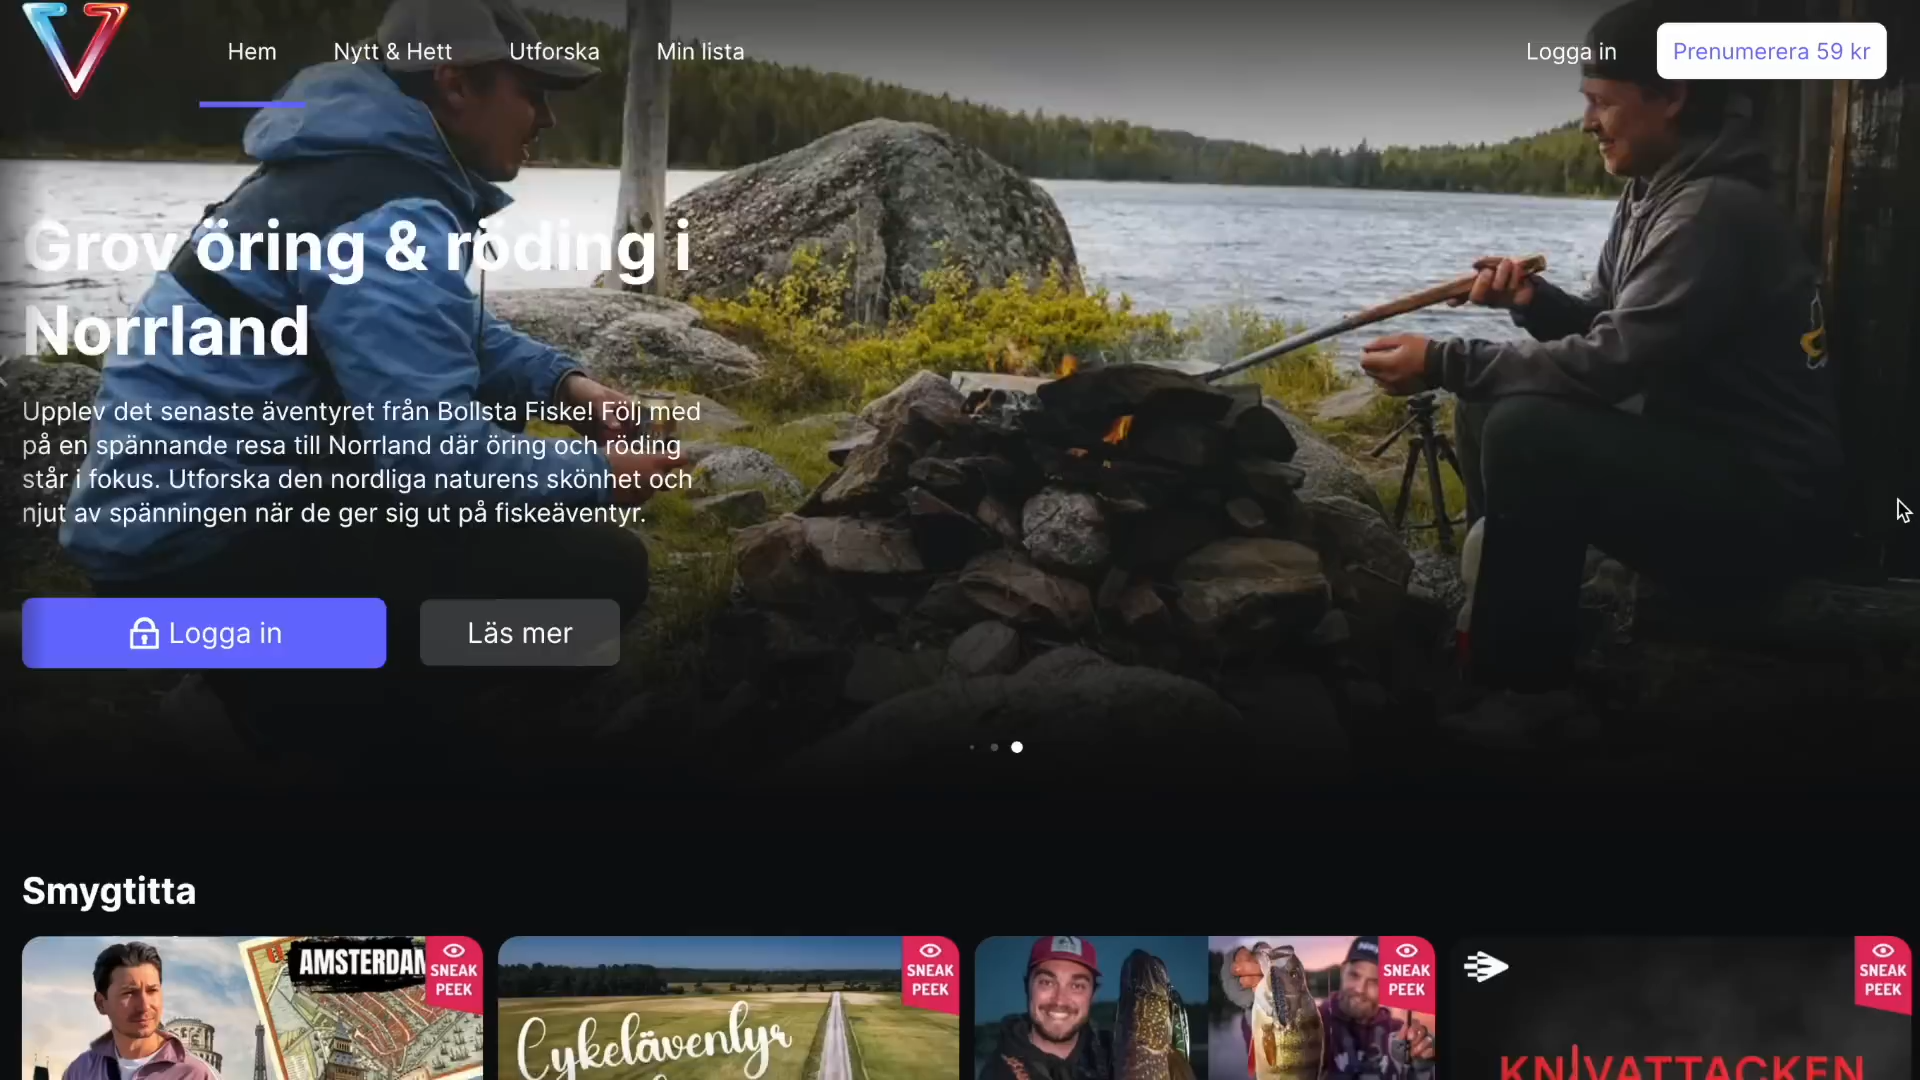 Hem
Nytt & Hett
Utforska
Min lista
Logga in
Prenumerera 59 kr
Grov öring & röding i
Norrland
Upplev det senaste äventyret från Bollsta Fiske! Följ med
på en spännande resa till Norrland där öring och röding
står i fokus. Utforska den nordliga naturens skönhet och
njut av spänningen när de ger sig ut på fiskeäventyr.
Logga in
Läs mer
Smygtitta
AMSTERDAM
SNEAK
PEEK
Cykeläventyr
SNEAK
PEEK
SNEAK
PEEK
KNIVATTACKEN
SNEAK
PEEK